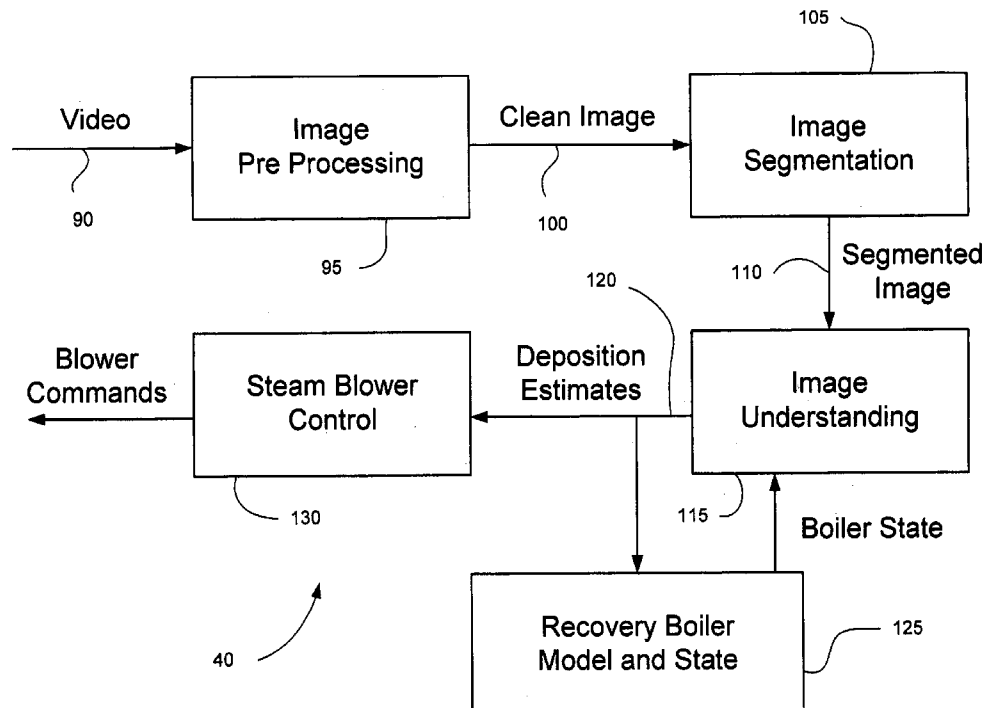 105
Video
Image
Pre Processing
Clean Image
Image
Segmentation
90
95
100
110
Segmented
Image
120
Blower
Commands
Steam Blower
Control
Deposition
Estimates
Image
Understanding
130
115
Boiler State
Recovery Boiler
Model and State
125
40